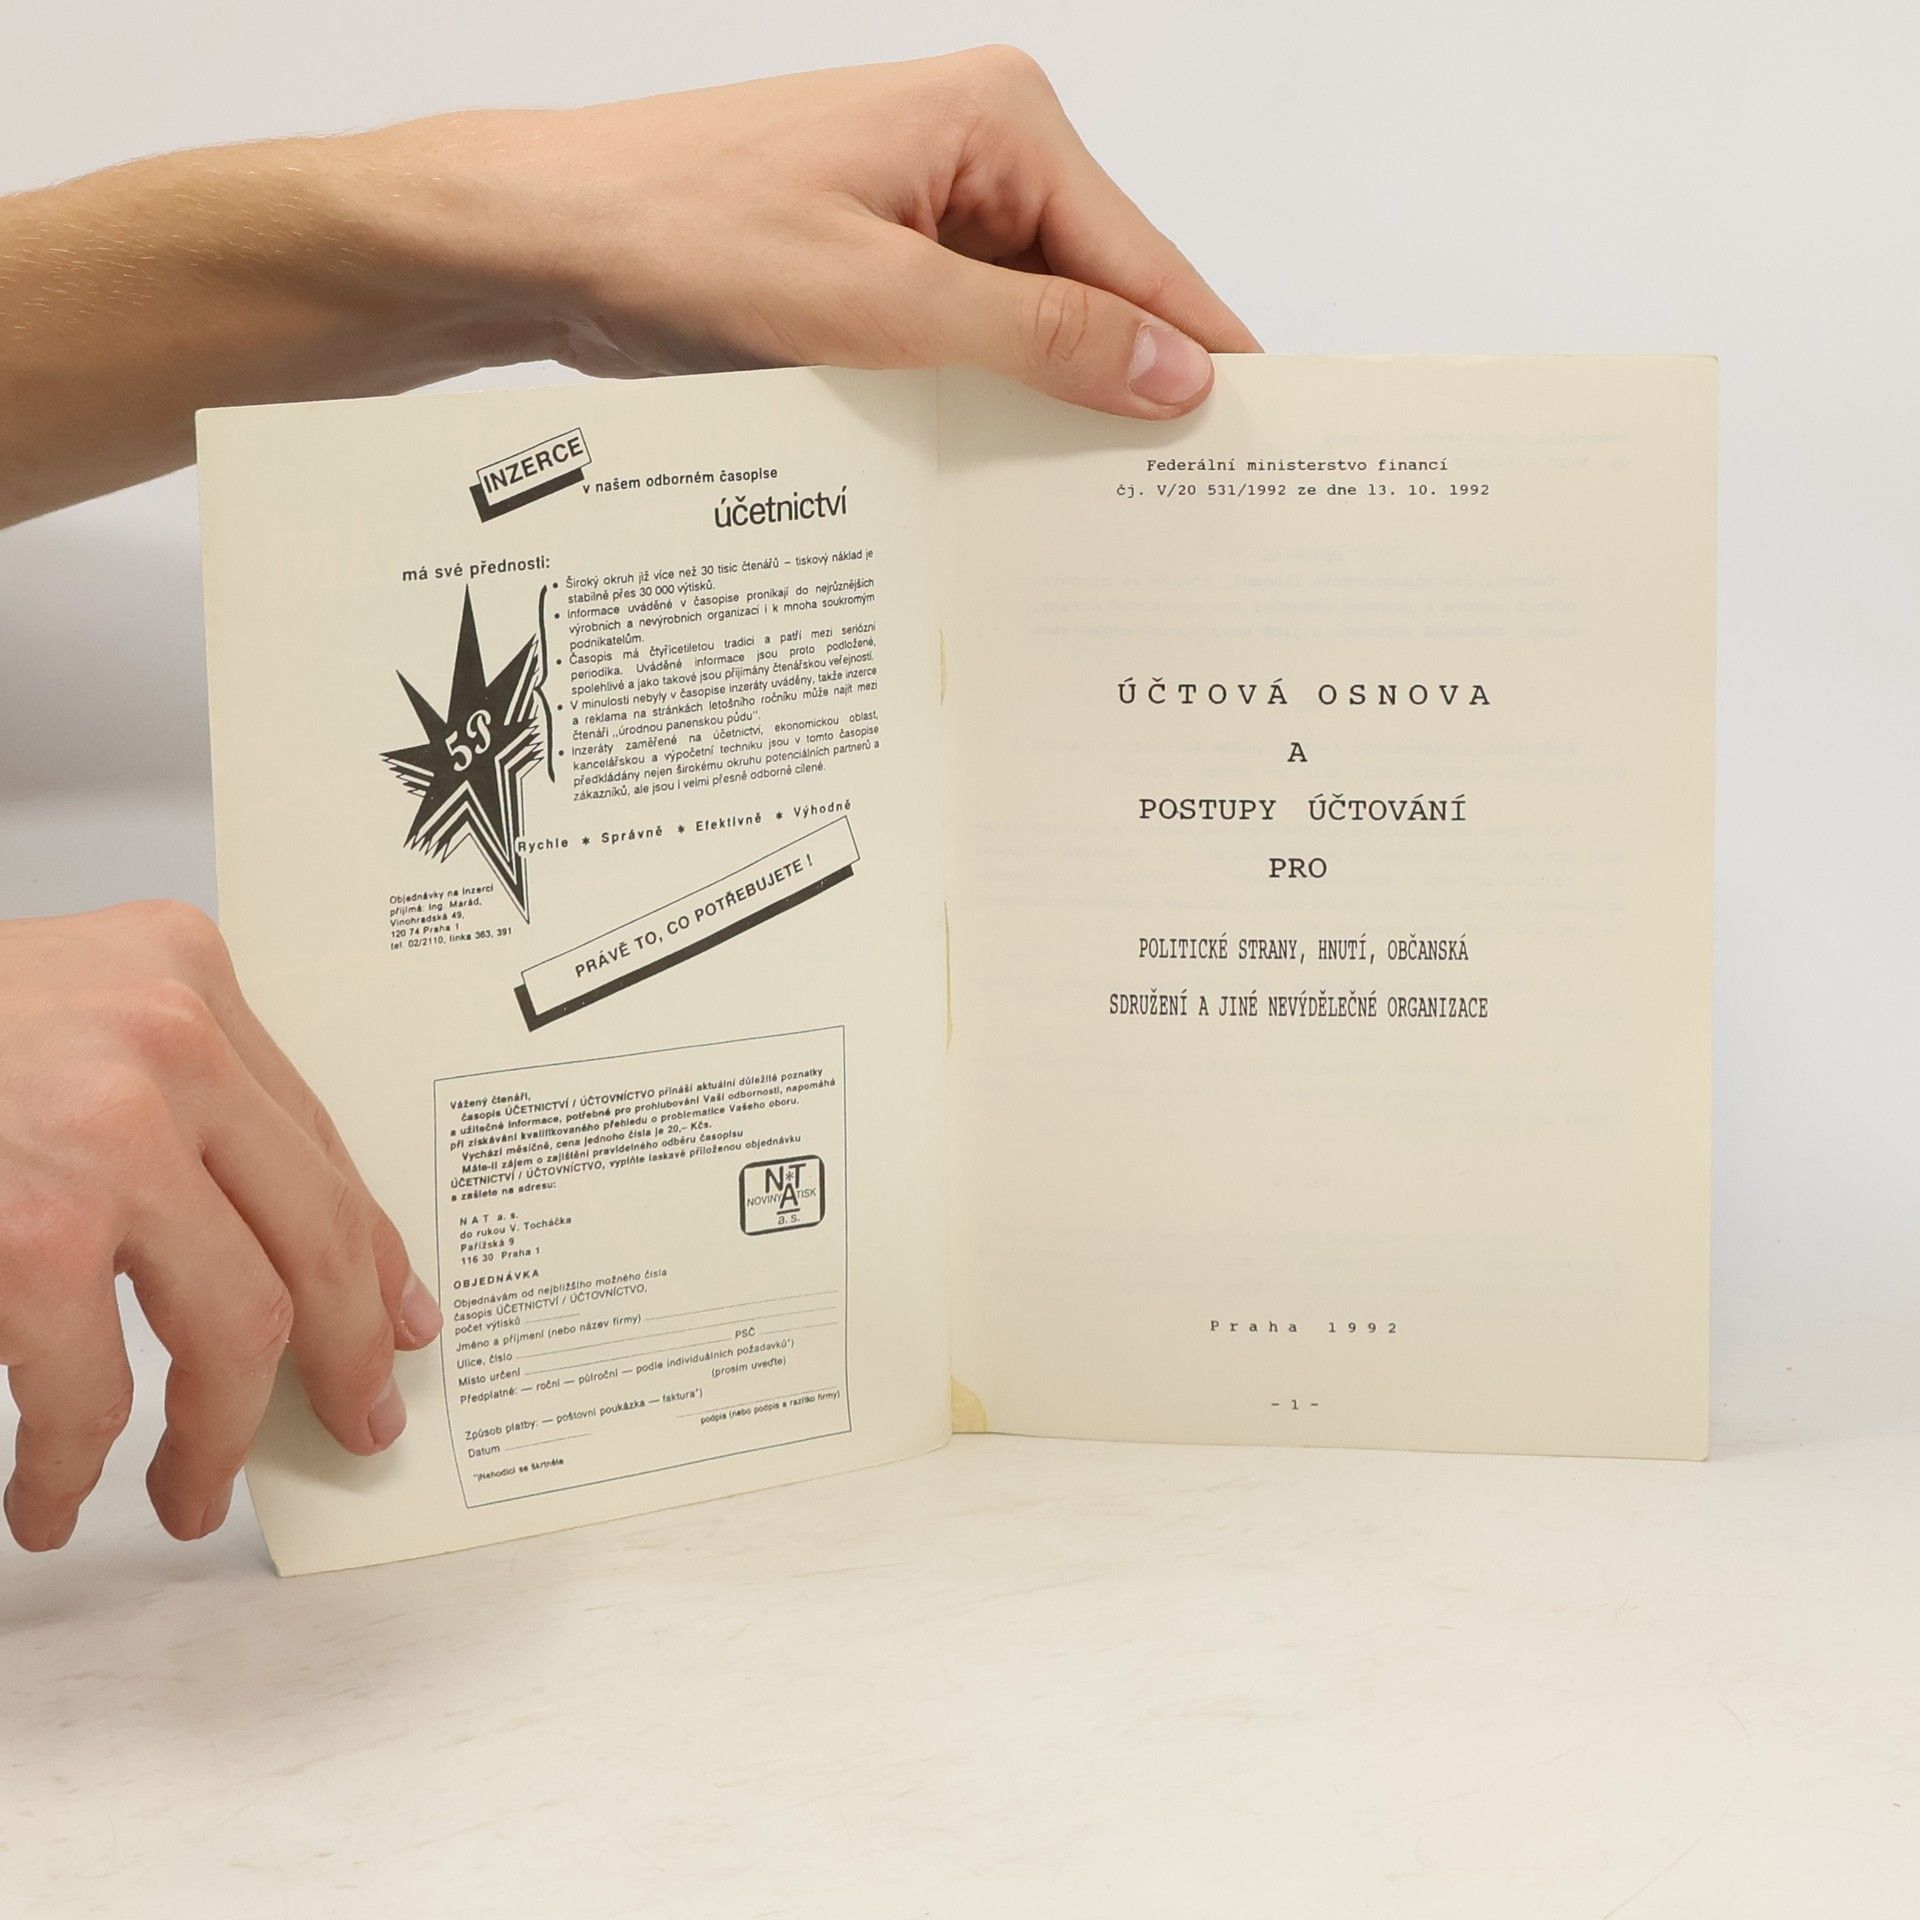 INZERCE
v našem odborném časopise
účetnictví
má své přednosti:
• Široký okruh již více než 30 tisíc čtenářů – tiskový náklad je
stabilně přes 30 000 výtisků.
• Informace uváděné v časopise pronikají do nejrůznějších
výrobních a nevýrobních organizací i k mnoha soukromým
podnikatelům.
• Časopis má čtyřicetiletou tradici a patří mezi seriózní
periodika. Uváděné informace jsou proto podložené,
spolehlivé a jako takové jsou přijímány čtenářskou veřejností.
• V minulosti nebyly v časopise inzeráty uváděny, takže inzerce
a reklama na stránkách letošního ročníku může najít mezi
čtenáři „úrodnou panenskou půdu".
• Inzeráty zaměřené na účetnictví, ekonomickou oblast,
kancelářskou a výpočetní techniku jsou v tomto časopise
předkládány nejen širokému okruhu potenciálních partnerů a
zákazníků, ale jsou i velmi přesně odborně cílené.
5P
Rychle ∗ Správně ∗ Efektivně ∗ Výhodně
Objednávky na inzerci
přijímá: Ing. Marád,
Vinohradská 49,
120 74 Praha 1
tel. 02/2110, linka 363, 391
PRÁVĚ TO, CO POTŘEBUJETE !
Vážený čtenáři,
časopis ÚČETNICTVÍ / ÚČTOVNÍCTVO přináší aktuální důležité poznatky
a užitečné informace, potřebné pro prohlubování Vaší odbornosti, napomáhá
při získávání kvalifikovaného přehledu o problematice Vašeho oboru.
Vychází měsíčně, cena jednoho čísla je 20,– Kčs.
Máte-li zájem o zajištění pravidelného odběru časopisu
ÚČETNICTVÍ / ÚČTOVNÍCTVO, vyplňte laskavě přiloženou objednávku
a zašlete na adresu:
N A T a. s.
do rukou V. Tocháčka
Pařížská 9
116 30 Praha 1
N∗T
NOVINY A TISK
a. s.
OBJEDNÁVKA
Objednávám od nejbližšího možného čísla
časopis ÚČETNICTVÍ / ÚČTOVNÍCTVO,
počet výtisků
Jméno a příjmení (nebo název firmy)
Ulice, číslo
Místo určení PSČ
Předplatné: — roční — půlroční — podle individuálních požadavků*)
(prosím uveďte)
Způsob platby: — poštovní poukázka — faktura*)
podpis (nebo podpis a razítko firmy)
Datum
*)Nehodící se škrtněte
Federální ministerstvo financí
čj. V/20 531/1992 ze dne 13. 10. 1992
ÚČTOVÁ OSNOVA
A
POSTUPY ÚČTOVÁNÍ
PRO
POLITICKÉ STRANY, HNUTÍ, OBČANSKÁ
SDRUŽENÍ A JINÉ NEVÝDĚLEČNÉ ORGANIZACE
Praha 1992
- 1 -